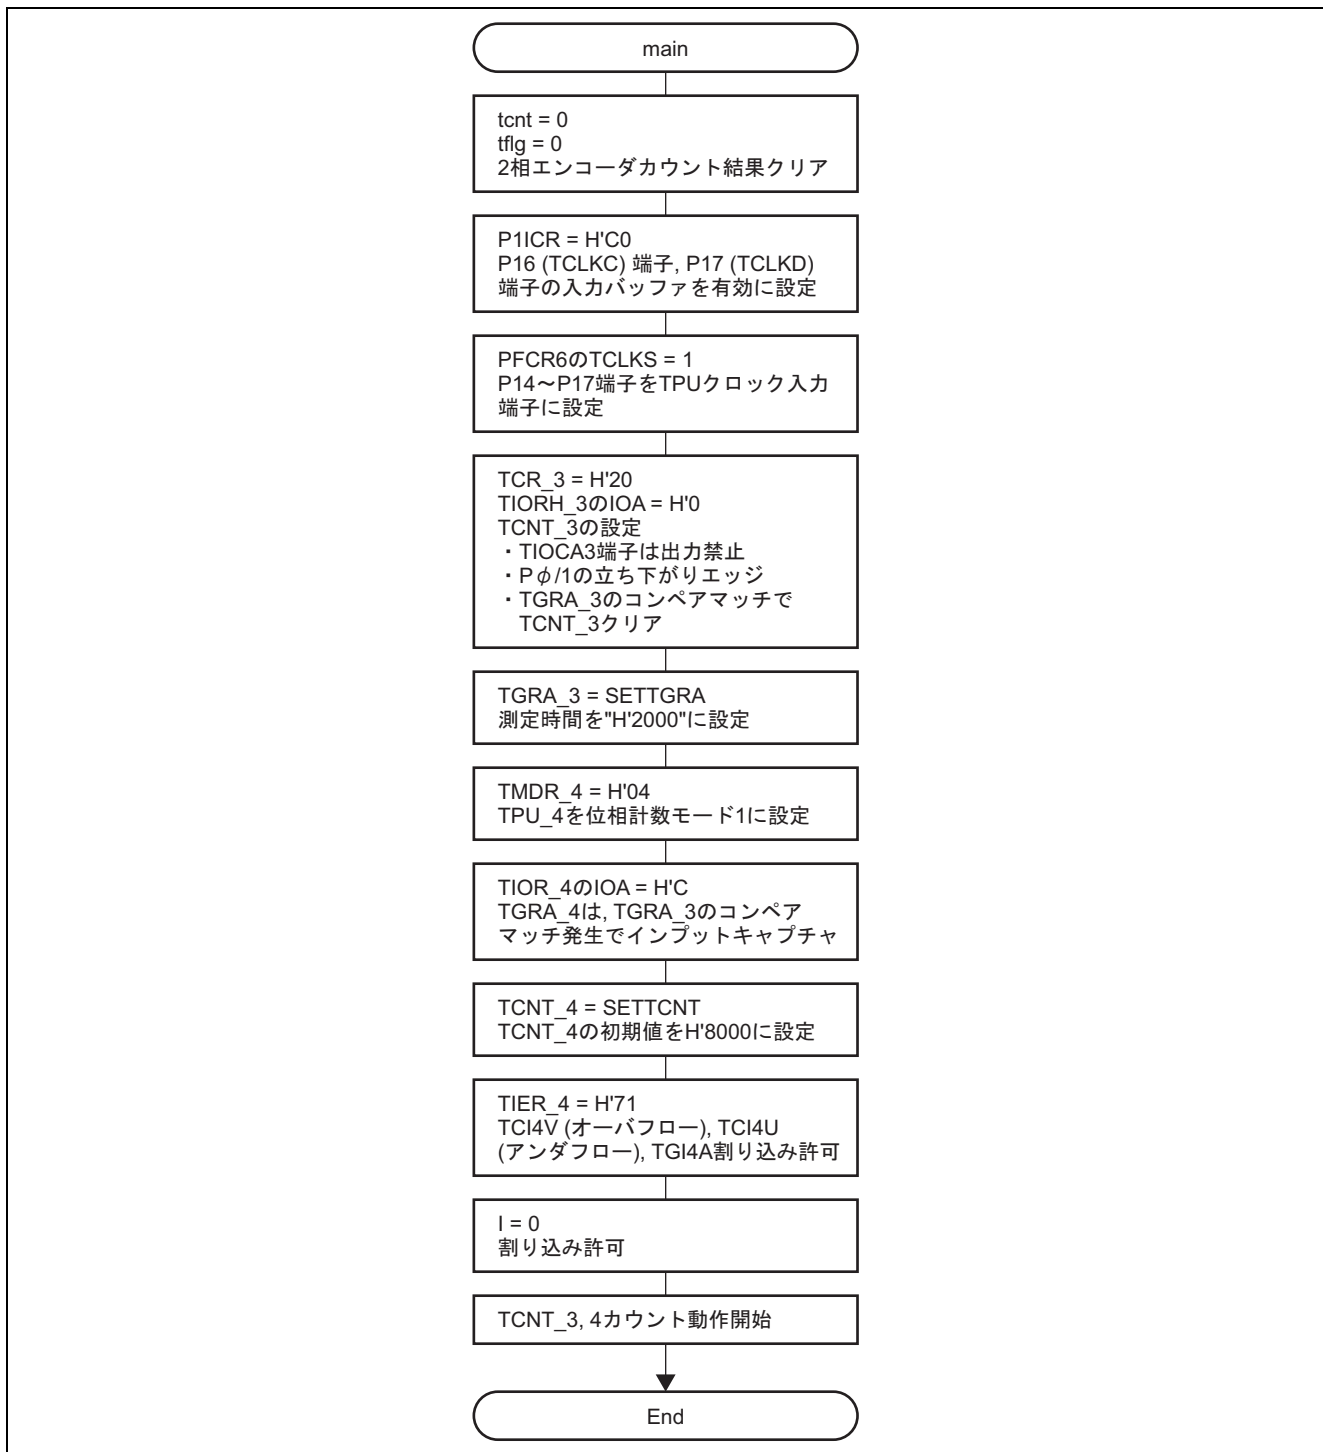 main
tcnt = 0
tflg = 0
2相エンコーダカウント結果クリア
P1ICR = H'C0
P16 (TCLKC) 端子, P17 (TCLKD)
端子の入力バッファを有効に設定
PFCR6のTCLKS = 1
P14～P17端子をTPUクロック入力
端子に設定
TCR_3 = H'20
TIORH_3のIOA = H'0
TCNT_3の設定
・TIOCA3端子は出力禁止
・Pφ/1の立ち下がりエッジ
・TGRA_3のコンペアマッチで
TCNT_3クリア
TGRA_3 = SETTGRA
測定時間を"H'2000"に設定
TMDR_4 = H'04
TPU_4を位相計数モード1に設定
TIOR_4のIOA = H'C
TGRA_4は, TGRA_3のコンペア
マッチ発生でインプットキャプチャ
TCNT_4 = SETTCNT
TCNT_4の初期値をH'8000に設定
TIER_4 = H'71
TCI4V (オーバフロー), TCI4U
(アンダフロー), TGI4A割り込み許可
I = 0
割り込み許可
TCNT_3, 4カウント動作開始
End